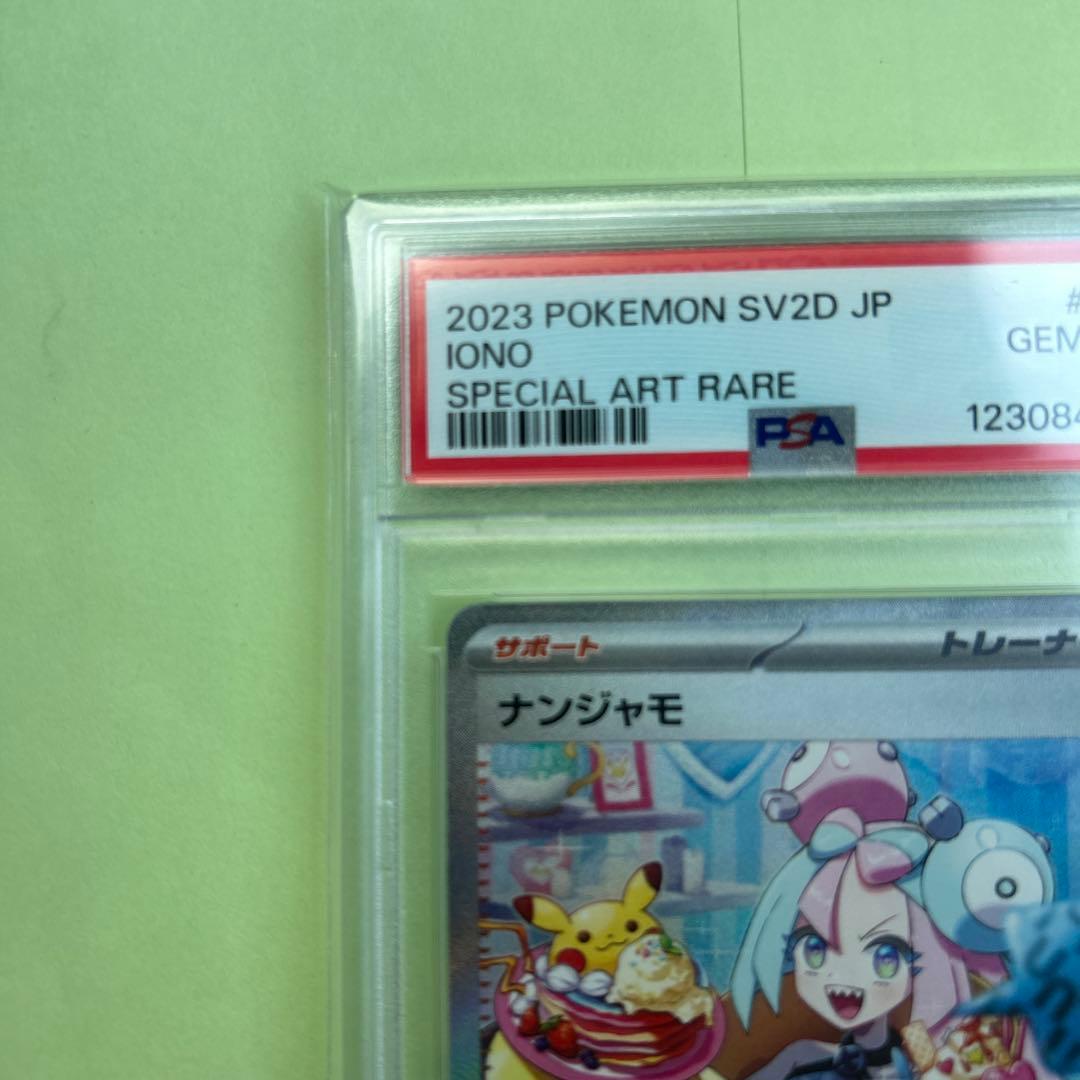 2023 POKEMON SV2D JP #
IONO GEM
SPECIAL ART RARE
PSA 123084
サポート トレーナ
ナンジャモ